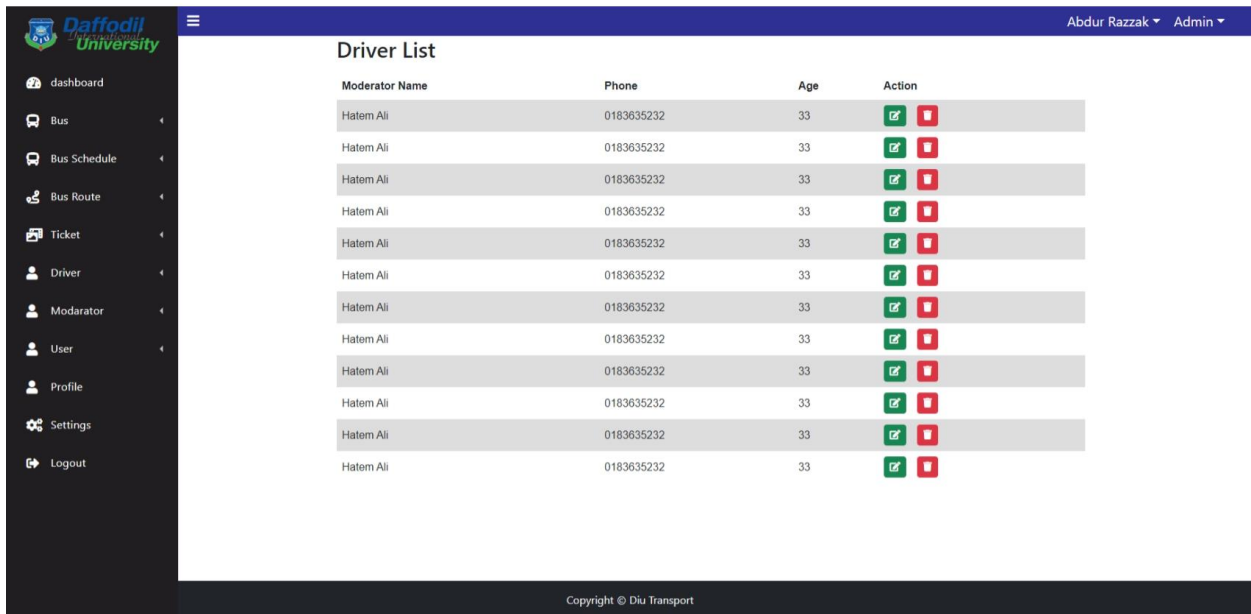 Daffodil
International
University
DIU
Abdur Razzak Admin
dashboard
Bus
Bus Schedule
Bus Route
Ticket
Driver
Modarator
User
Profile
Settings
Logout
Driver List
Moderator Name Phone Age Action
Hatem Ali 0183635232 33
Hatem Ali 0183635232 33
Hatem Ali 0183635232 33
Hatem Ali 0183635232 33
Hatem Ali 0183635232 33
Hatem Ali 0183635232 33
Hatem Ali 0183635232 33
Hatem Ali 0183635232 33
Hatem Ali 0183635232 33
Hatem Ali 0183635232 33
Hatem Ali 0183635232 33
Hatem Ali 0183635232 33
Copyright © Diu Transport